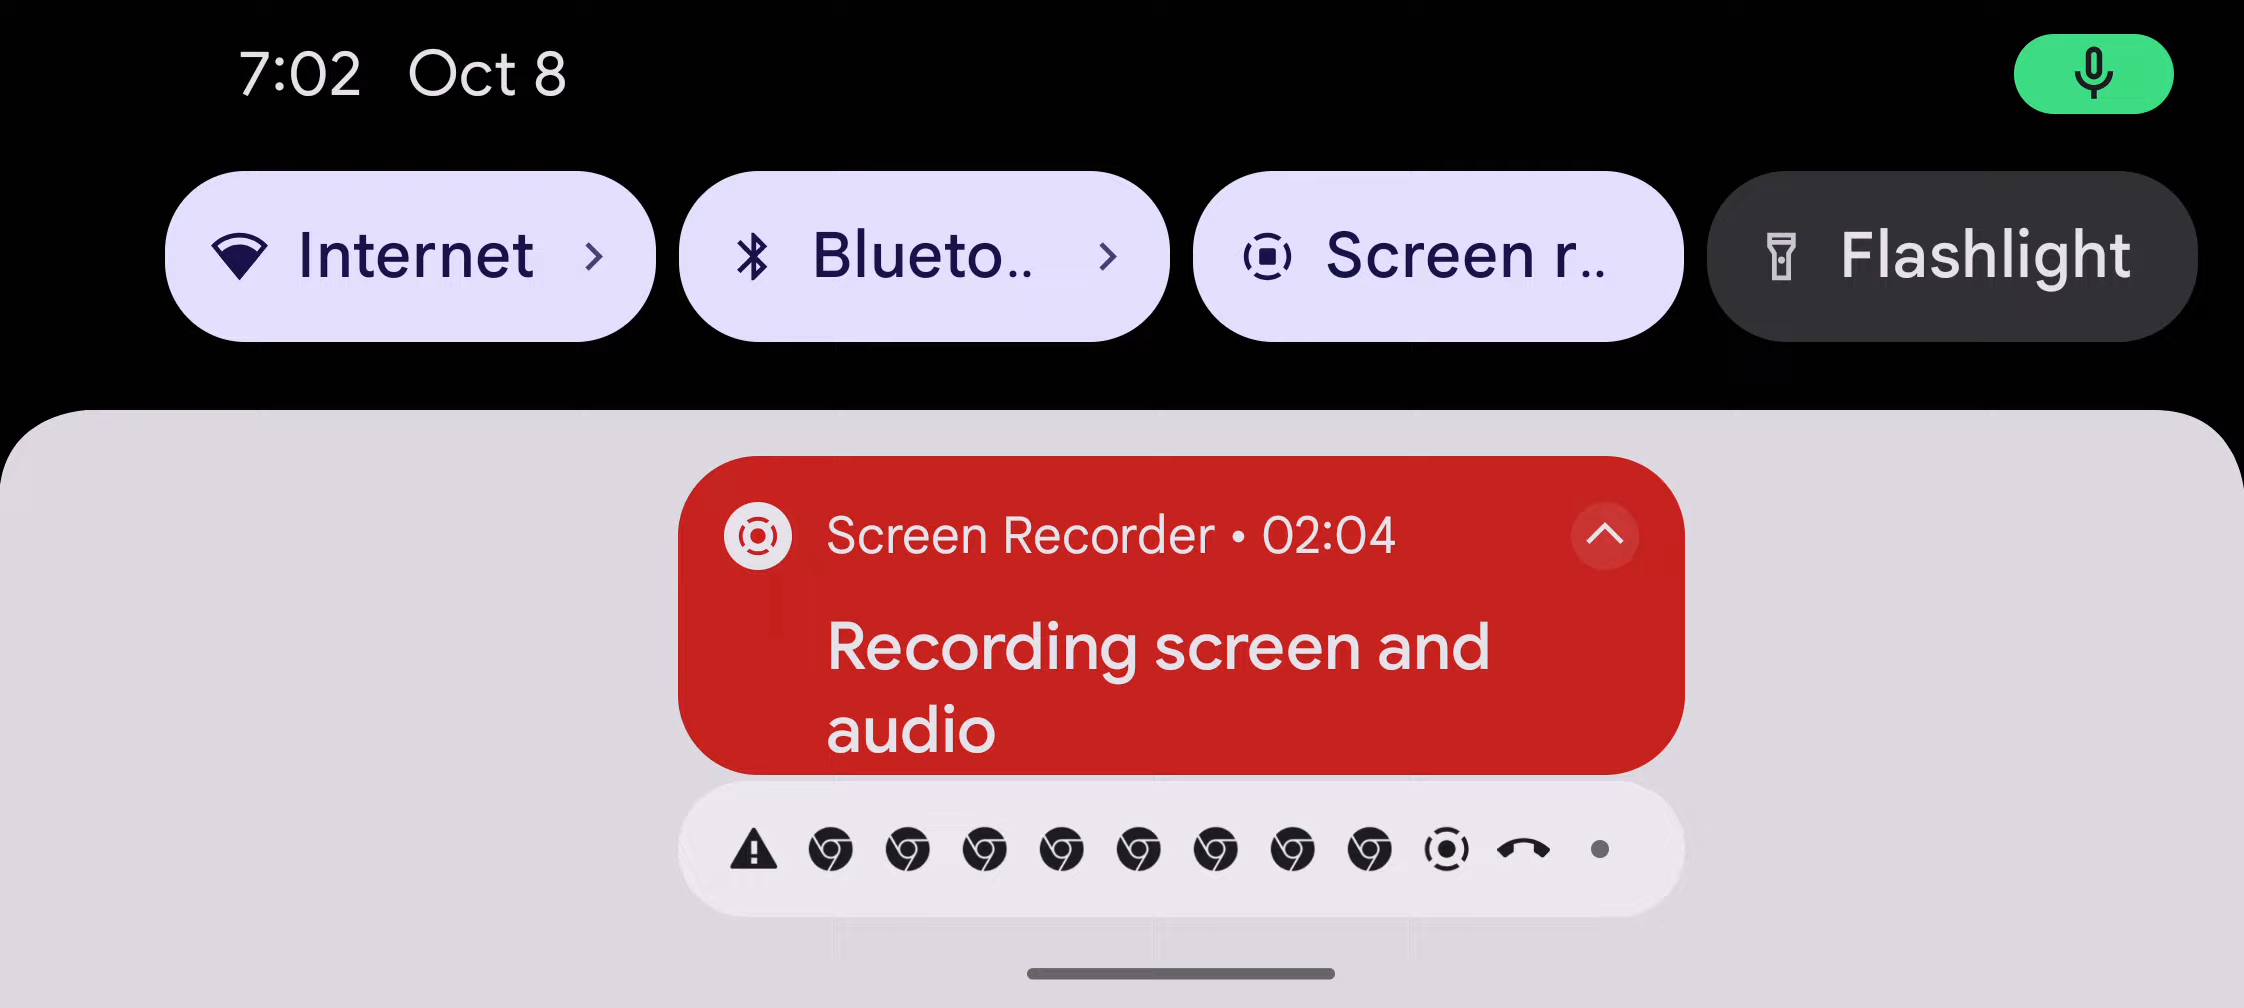 7:02 Oct 8
Internet
Blueto..
Screen r..
Flashlight
Screen Recorder • 02:04
Recording screen and
audio